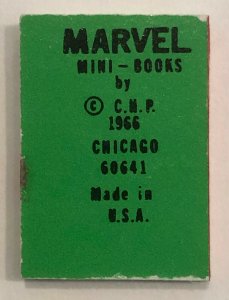 MARVEL
MINI-BOOKS
by
© C.M.P.
1966
CHICAGO
60641
Made in
U.S.A.